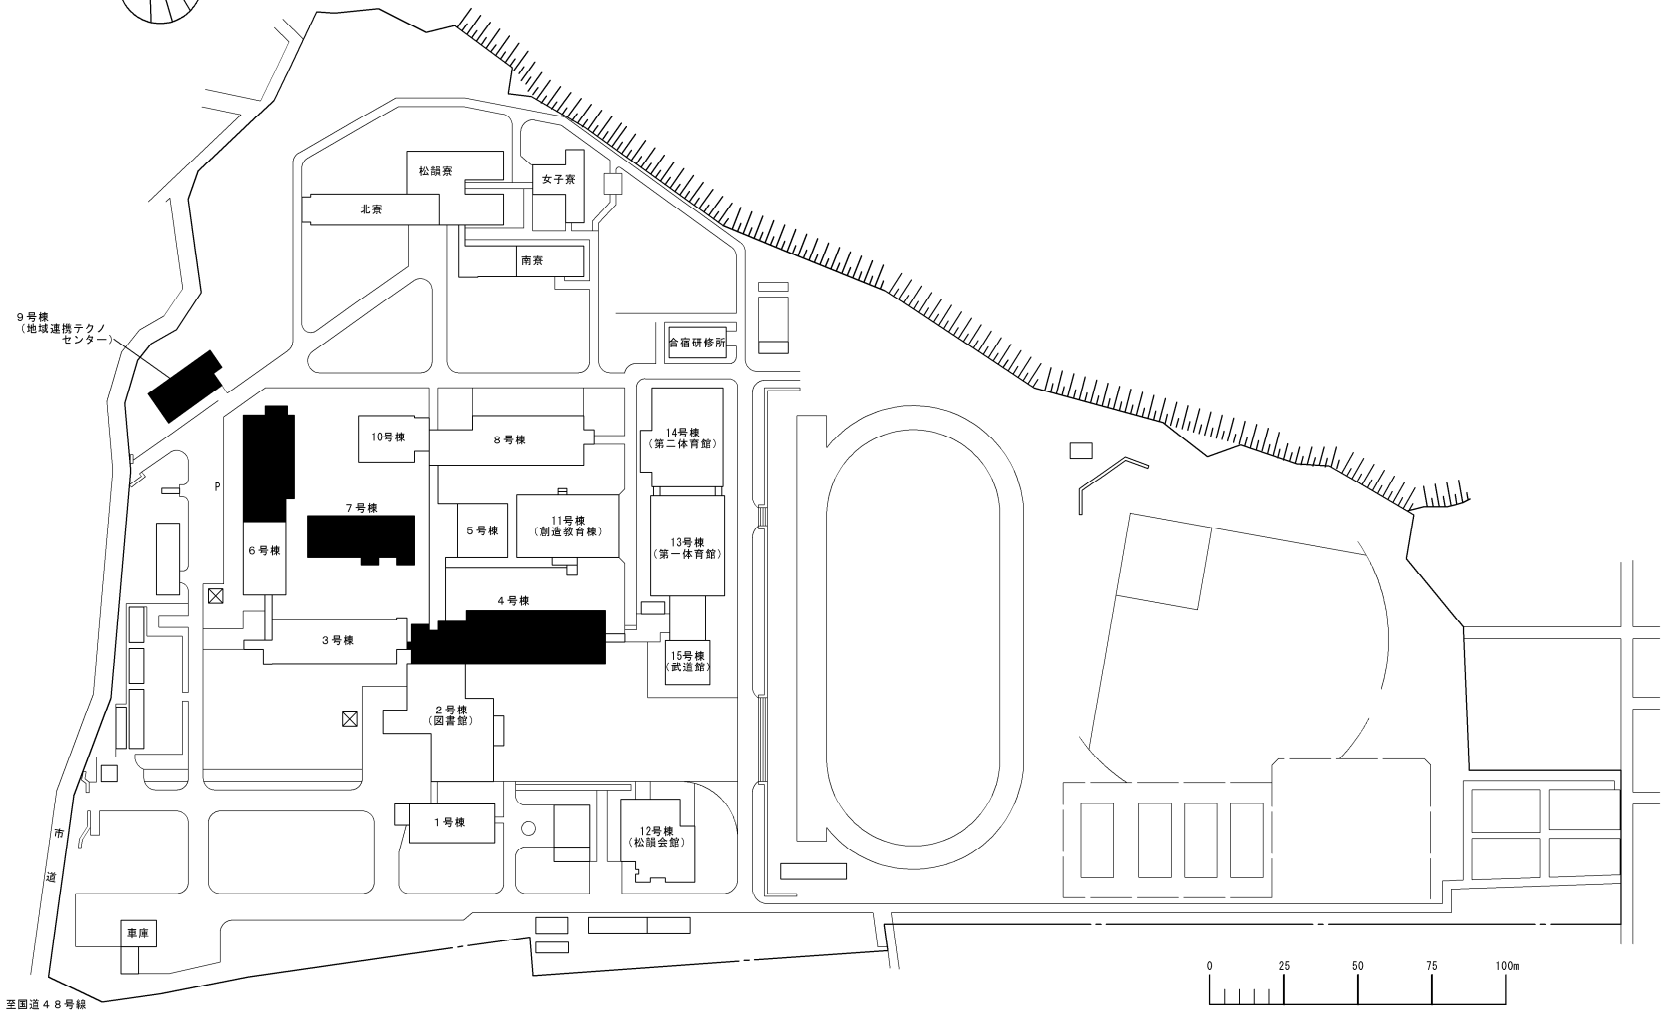 松韻寮
女子寮
北寮
南寮
９号棟
（地域連携テクノ
センター）
合宿研修所
10号棟
８号棟
14号棟
（第二体育館）
P
７号棟
５号棟
11号棟
（創造教育棟）
13号棟
（第一体育館）
６号棟
４号棟
３号棟
15号棟
（武道館）
２号棟
（図書館）
１号棟
12号棟
（松韻会館）
市
道
車庫
0 25 50 75 100m
至国道４８号線